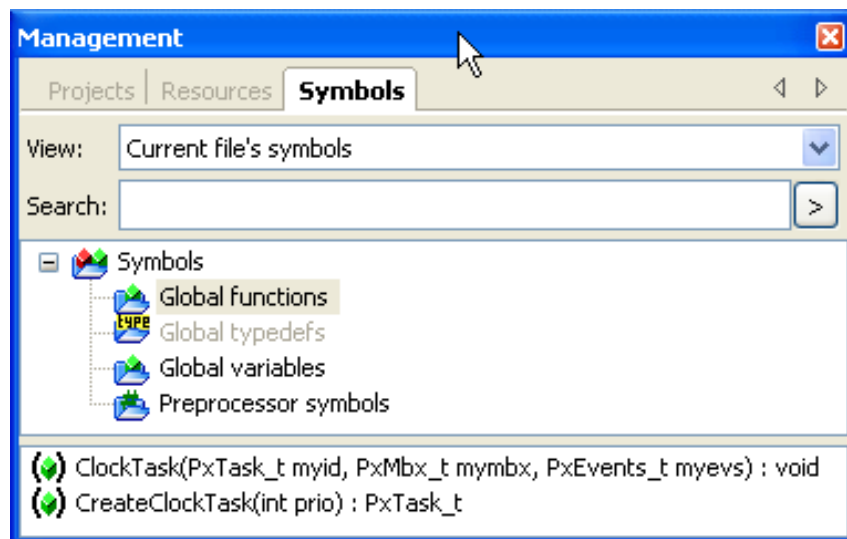 Management
Projects Resources Symbols
View: Current file's symbols
Search: >
Symbols
Global functions
type Global typedefs
Global variables
Preprocessor symbols
ClockTask(PxTask_t myid, PxMbx_t mymbx, PxEvents_t myevs) : void
CreateClockTask(int prio) : PxTask_t